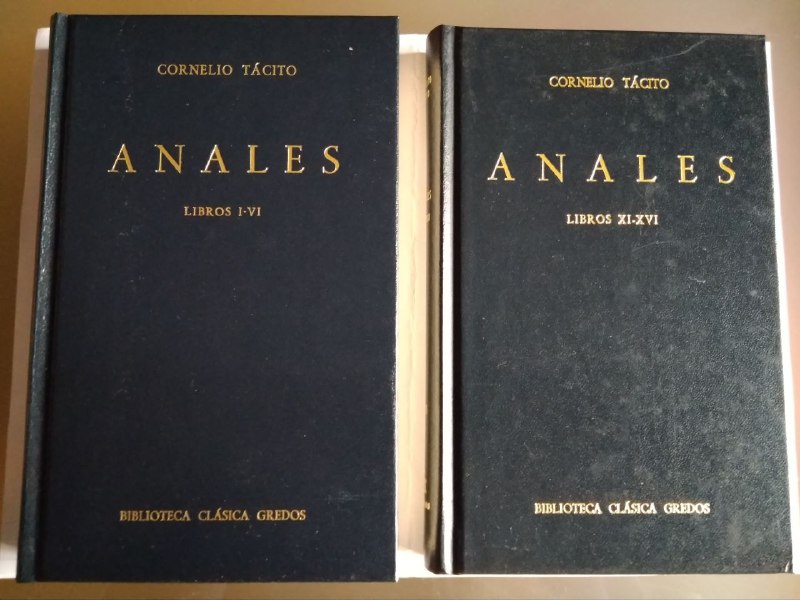 CORNELIO TÁCITO
ANALES
LIBROS I-VI
BIBLIOTECA CLÁSICA GREDOS
CORNELIO TÁCITO
ANALES
LIBROS XI-XVI
BIBLIOTECA CLÁSICA GREDOS